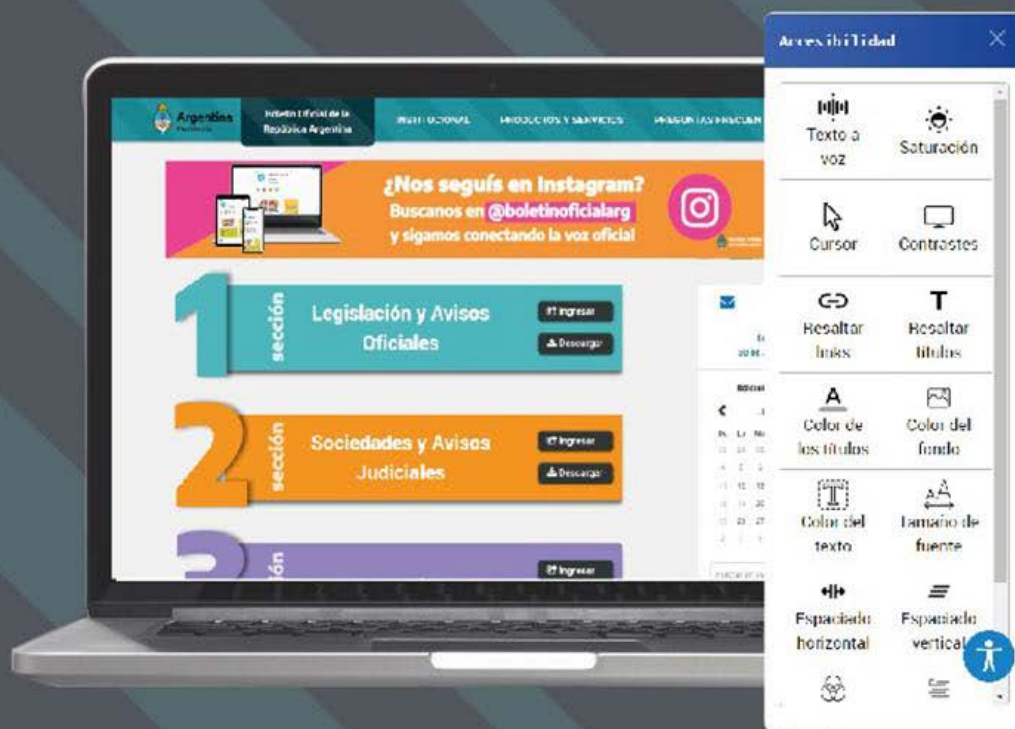 Argentina
Boletín Oficial de la
República Argentina
INSTITUCIONAL
PRODUCTOS Y SERVICIOS
PREGUNTAS FRECUEN
¿Nos seguís en Instagram?
Buscanos en @boletinoficialarg
y sigamos conectando la voz oficial
1
sección
Legislación y Avisos
Oficiales
Ingresar
Descargar
2
sección
Sociedades y Avisos
Judiciales
Ingresar
Descargar
3
Ingresar
Accesibilidad
Texto a
voz
Saturación
Cursor
Contrastes
Resaltar
links
Resaltar
títulos
Color de
los títulos
Color del
fondo
Color del
texto
Tamaño de
fuente
Espaciado
horizontal
Espaciado
vertical